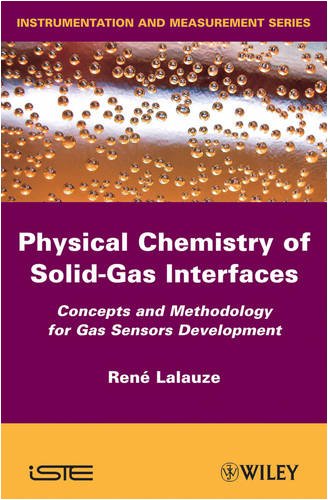 INSTRUMENTATION AND MEASUREMENT SERIES
Physical Chemistry of
Solid-Gas Interfaces
Concepts and Methodology
for Gas Sensors Development
René Lalauze
iSTE
WILEY